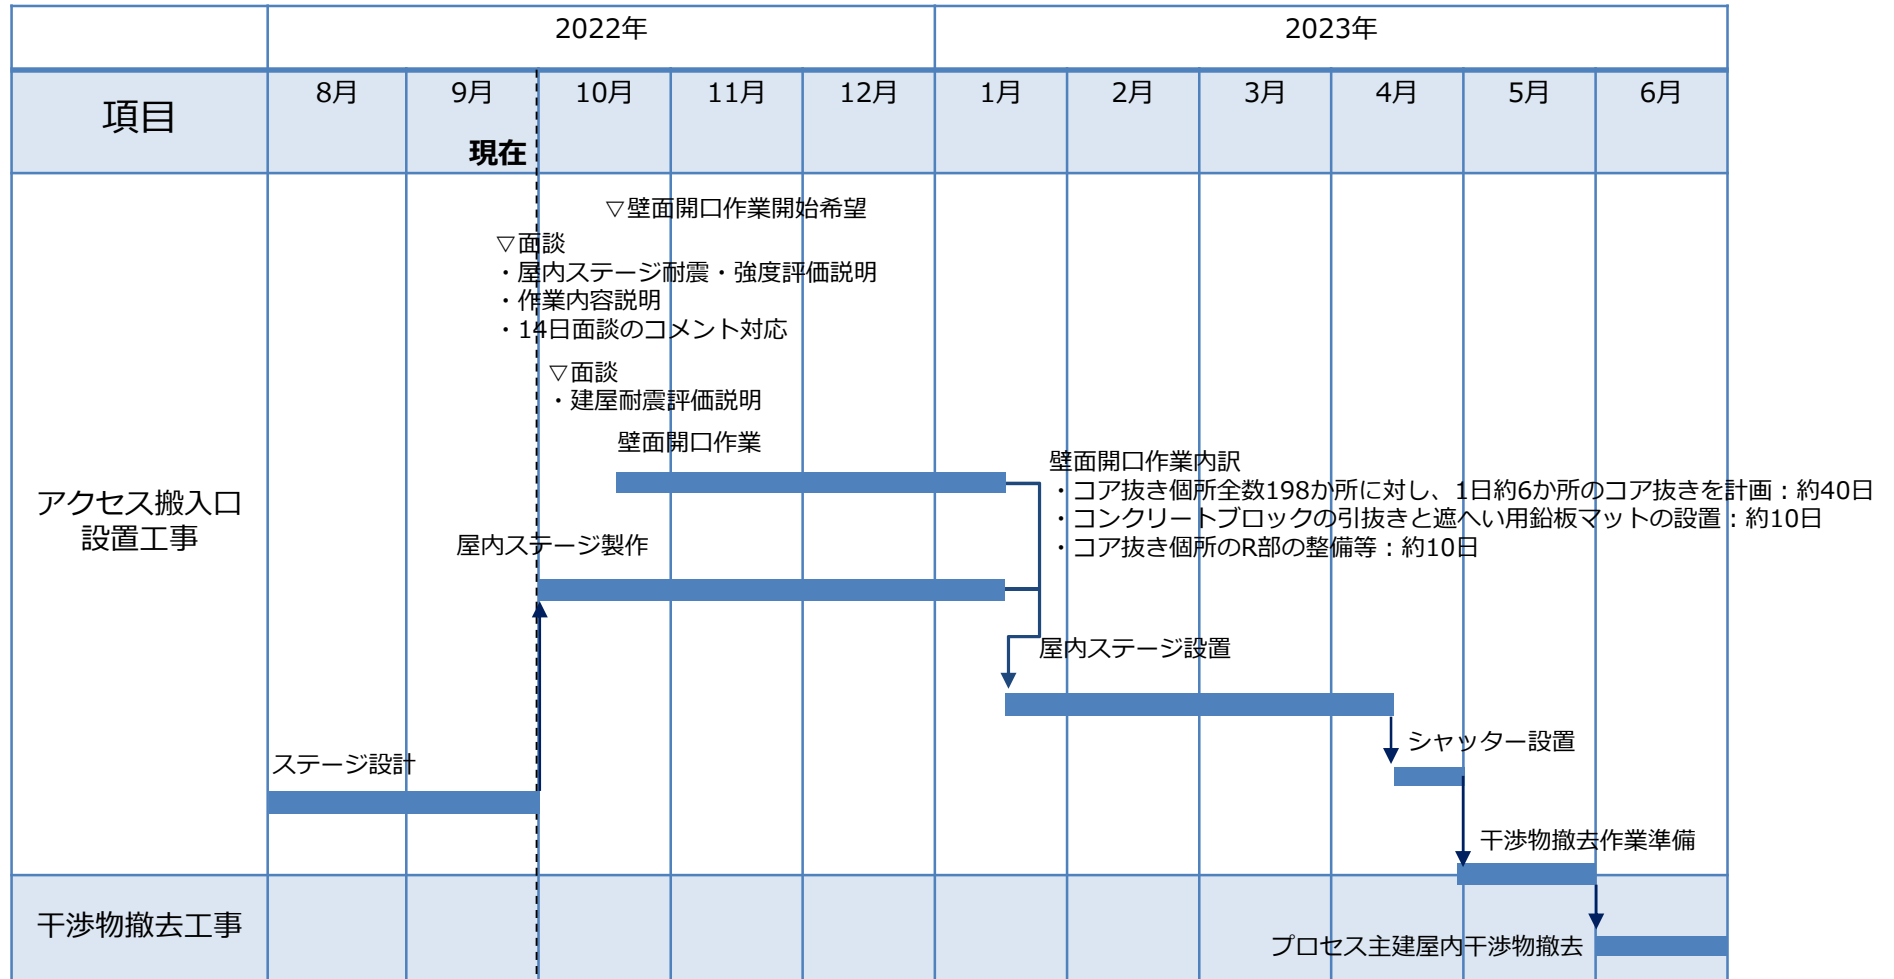 2022年
2023年
項目
8月
9月
10月
11月
12月
1月
2月
3月
4月
5月
6月
現在
アクセス搬入口
設置工事
▽壁面開口作業開始希望
▽面談
・屋内ステージ耐震・強度評価説明
・作業内容説明
・14日面談のコメント対応
▽面談
・建屋耐震評価説明
壁面開口作業
壁面開口作業内訳
・コア抜き個所全数198か所に対し、1日約6か所のコア抜きを計画：約40日
・コンクリートブロックの引抜きと遮へい用鉛板マットの設置：約10日
・コア抜き個所のR部の整備等：約10日
屋内ステージ製作
屋内ステージ設置
シャッター設置
ステージ設計
干渉物撤去作業準備
干渉物撤去工事
プロセス主建屋内干渉物撤去